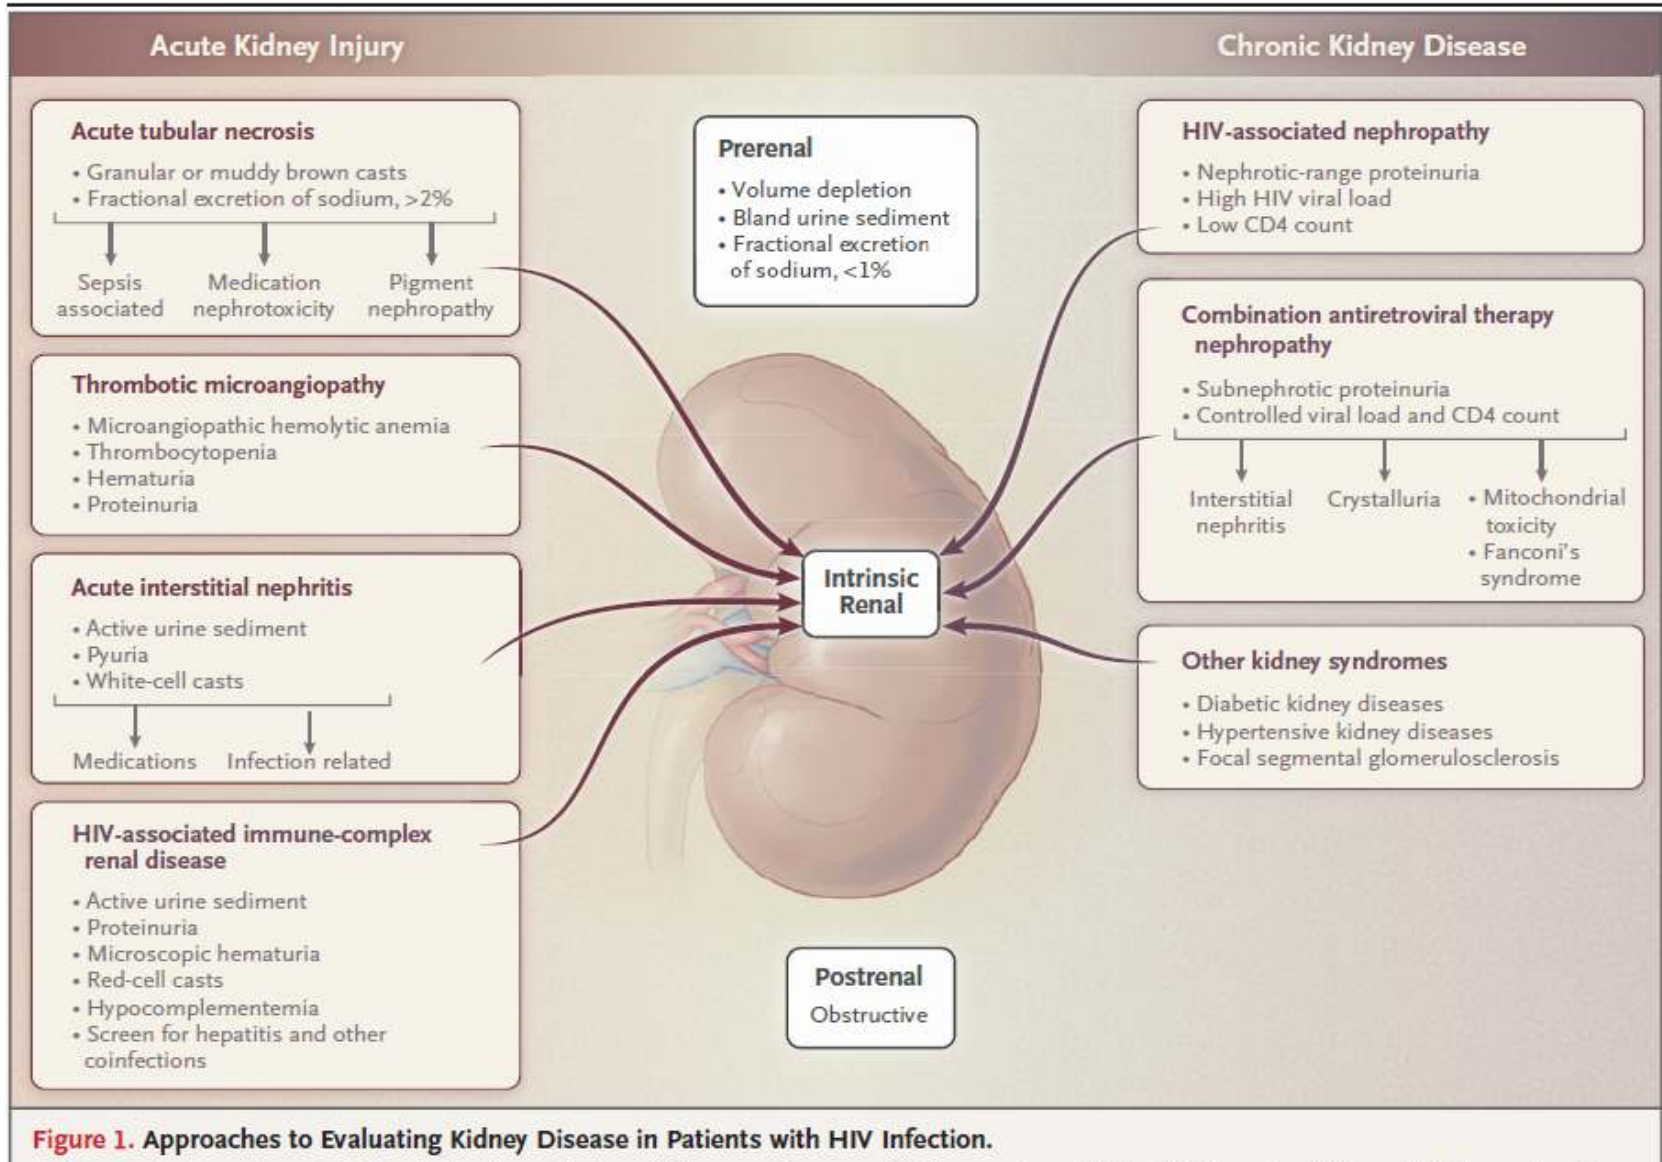 Acute Kidney Injury
Chronic Kidney Disease
Acute tubular necrosis
• Granular or muddy brown casts
• Fractional excretion of sodium, >2%
Sepsis
associated
Medication
nephrotoxicity
Pigment
nephropathy
Thrombotic microangiopathy
• Microangiopathic hemolytic anemia
• Thrombocytopenia
• Hematuria
• Proteinuria
Acute interstitial nephritis
• Active urine sediment
• Pyuria
• White-cell casts
Medications
Infection related
HIV-associated immune-complex
renal disease
• Active urine sediment
• Proteinuria
• Microscopic hematuria
• Red-cell casts
• Hypocomplementemia
• Screen for hepatitis and other
coinfections
Prerenal
• Volume depletion
• Bland urine sediment
• Fractional excretion
of sodium, <1%
Intrinsic
Renal
Postrenal
Obstructive
HIV-associated nephropathy
• Nephrotic-range proteinuria
• High HIV viral load
• Low CD4 count
Combination antiretroviral therapy
nephropathy
• Subnephrotic proteinuria
• Controlled viral load and CD4 count
Interstitial
nephritis
Crystalluria
• Mitochondrial
toxicity
• Fanconi's
syndrome
Other kidney syndromes
• Diabetic kidney diseases
• Hypertensive kidney diseases
• Focal segmental glomerulosclerosis
Figure 1. Approaches to Evaluating Kidney Disease in Patients with HIV Infection.